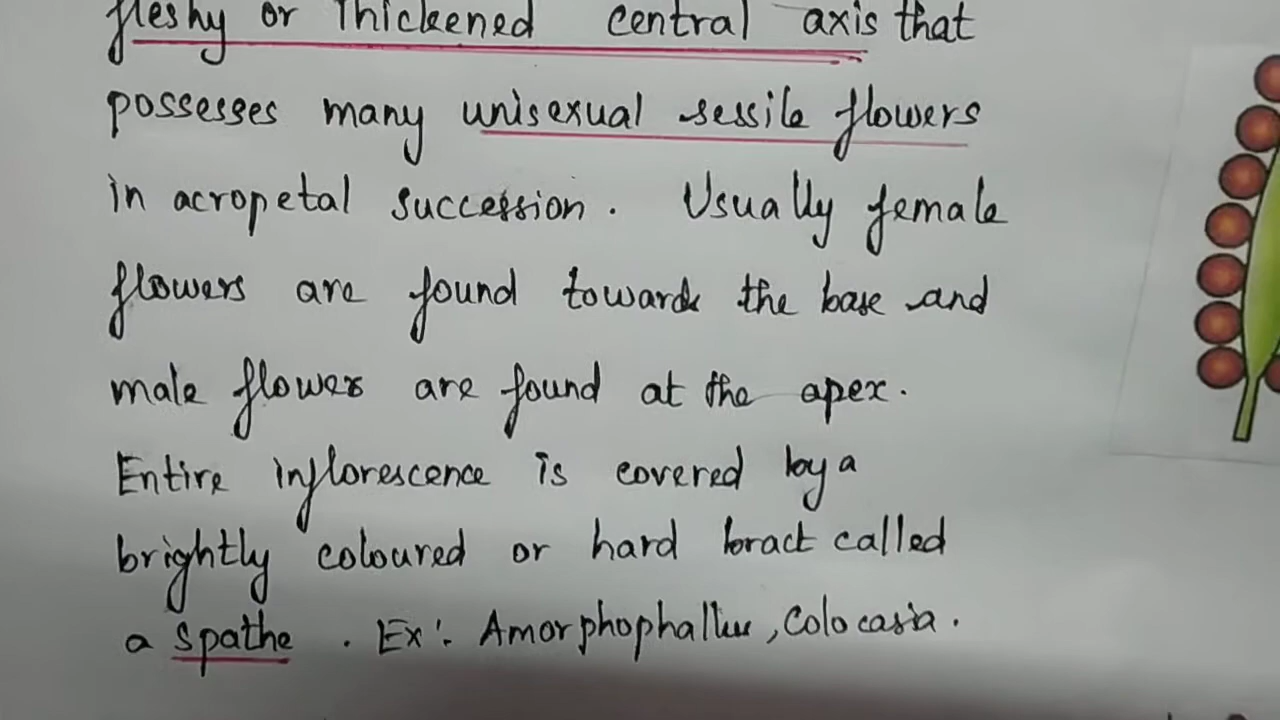 fleshy or thickened central axis that
possesses many unisexual sessile flowers
in acropetal succession. Usually female
flowers are found towards the base and
male flowers are found at the apex.
Entire inflorescence is covered by a
brightly coloured or hard bract called
a spathe. Ex: Amorphophallus, Colocasia.